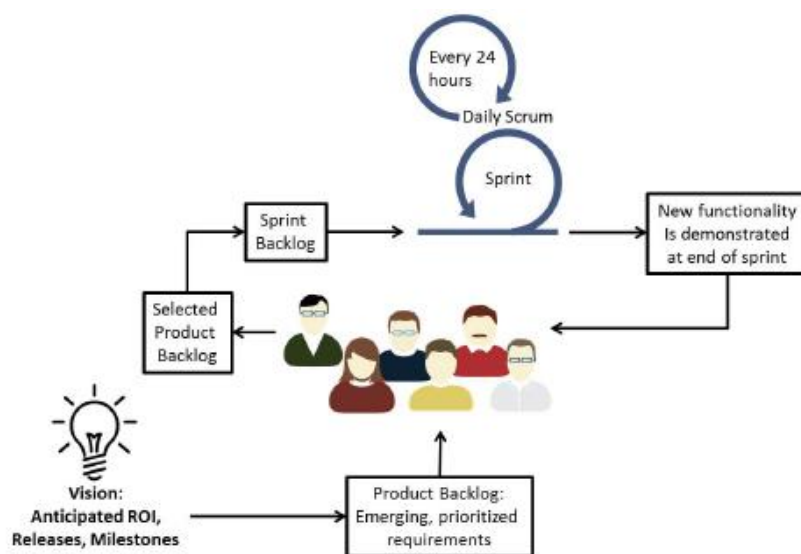 Every 24
hours
Daily Scrum
Sprint
Sprint
Backlog
New functionality
Is demonstrated
at end of sprint
Selected
Product
Backlog
Vision:
Anticipated ROI,
Releases, Milestones
Product Backlog:
Emerging, prioritized
requirements